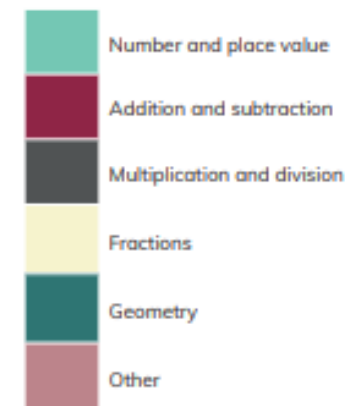 Number and place value
Addition and subtraction
Multiplication and division
Fractions
Geometry
Other